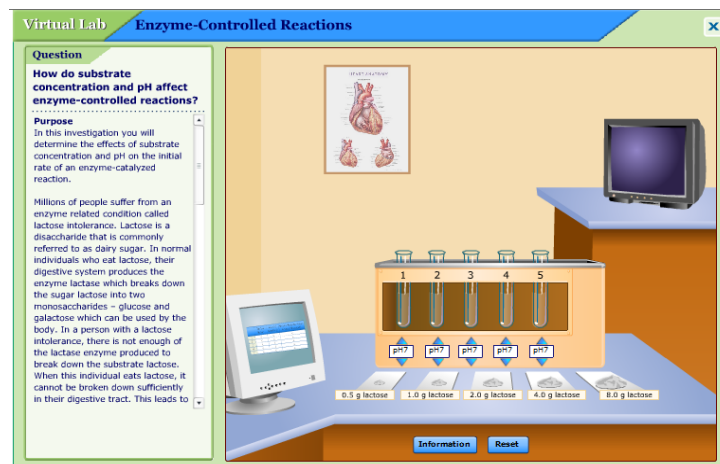 Virtual Lab Enzyme-Controlled Reactions
Question
How do substrate
concentration and pH affect
enzyme-controlled reactions?
Purpose
In this investigation you will
determine the effects of substrate
concentration and pH on the initial
rate of an enzyme-catalyzed
reaction.
Millions of people suffer from an
enzyme related condition called
lactose intolerance. Lactose is a
disaccharide that is commonly
referred to as dairy sugar. In normal
individuals who eat lactose, their
digestive system produces the
enzyme lactase which breaks down
the sugar lactose into two
monosaccharides – glucose and
galactose which can be used by the
body. In a person with a lactose
intolerance, there is not enough of
the lactase enzyme produced to
break down the substrate lactose.
When this individual eats lactose, it
cannot be broken down sufficiently
in their digestive tract. This leads to
HEART ANATOMY
1 2 3 4 5
pH7 pH7 pH7 pH7 pH7
0.5 g lactose 1.0 g lactose 2.0 g lactose 4.0 g lactose 8.0 g lactose
Information Reset